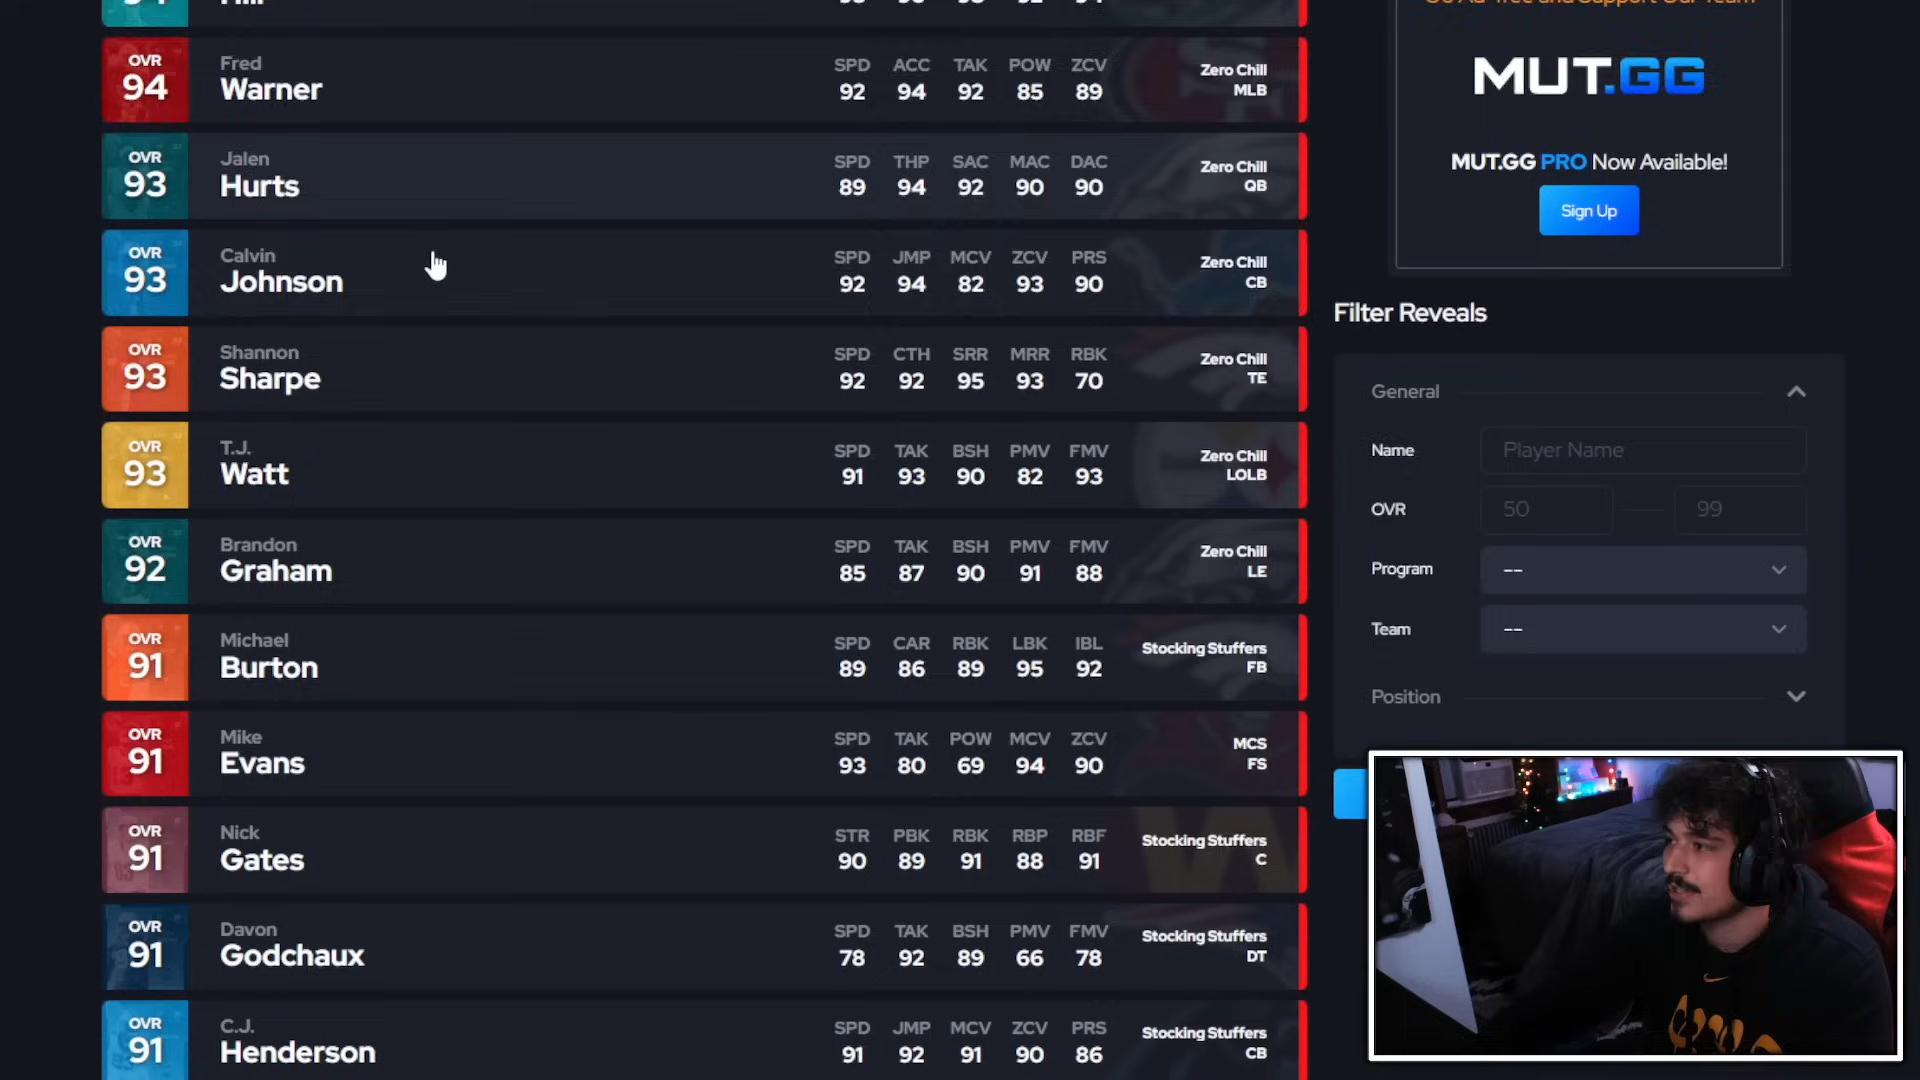 OVR
94
Fred
Warner
SPD ACC TAK POW ZCV
92 94 92 85 89
Zero Chill
MLB
OVR
93
Jalen
Hurts
SPD THP SAC MAC DAC
89 94 92 90 90
Zero Chill
QB
OVR
93
Calvin
Johnson
SPD JMP MCV ZCV PRS
92 94 82 93 90
Zero Chill
CB
OVR
93
Shannon
Sharpe
SPD CTH SRR MRR RBK
92 92 95 93 70
Zero Chill
TE
OVR
93
T.J.
Watt
SPD TAK BSH PMV FMV
91 93 90 82 93
Zero Chill
LOLB
OVR
92
Brandon
Graham
SPD TAK BSH PMV FMV
85 87 90 91 88
Zero Chill
LE
OVR
91
Michael
Burton
SPD CAR RBK LBK IBL
89 86 89 95 92
Stocking Stuffers
FB
OVR
91
Mike
Evans
SPD TAK POW MCV ZCV
93 80 69 94 90
MCS
FS
OVR
91
Nick
Gates
STR PBK RBK RBP RBF
90 89 91 88 91
Stocking Stuffers
C
OVR
91
Davon
Godchaux
SPD TAK BSH PMV FMV
78 92 89 66 78
Stocking Stuffers
DT
OVR
91
C.J.
Henderson
SPD JMP MCV ZCV PRS
91 92 91 90 86
Stocking Stuffers
CB
MUT.GG
MUT.GG PRO Now Available!
Sign Up
Filter Reveals
General
Name Player Name
OVR 50 99
Program --
Team --
Position